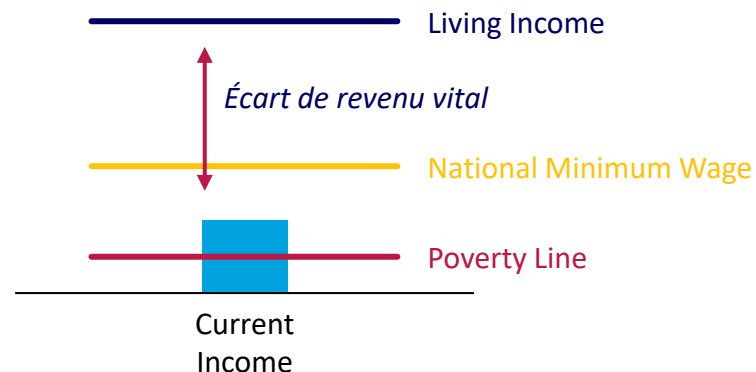 Living Income
Écart de revenu vital
National Minimum Wage
Poverty Line
Current
Income